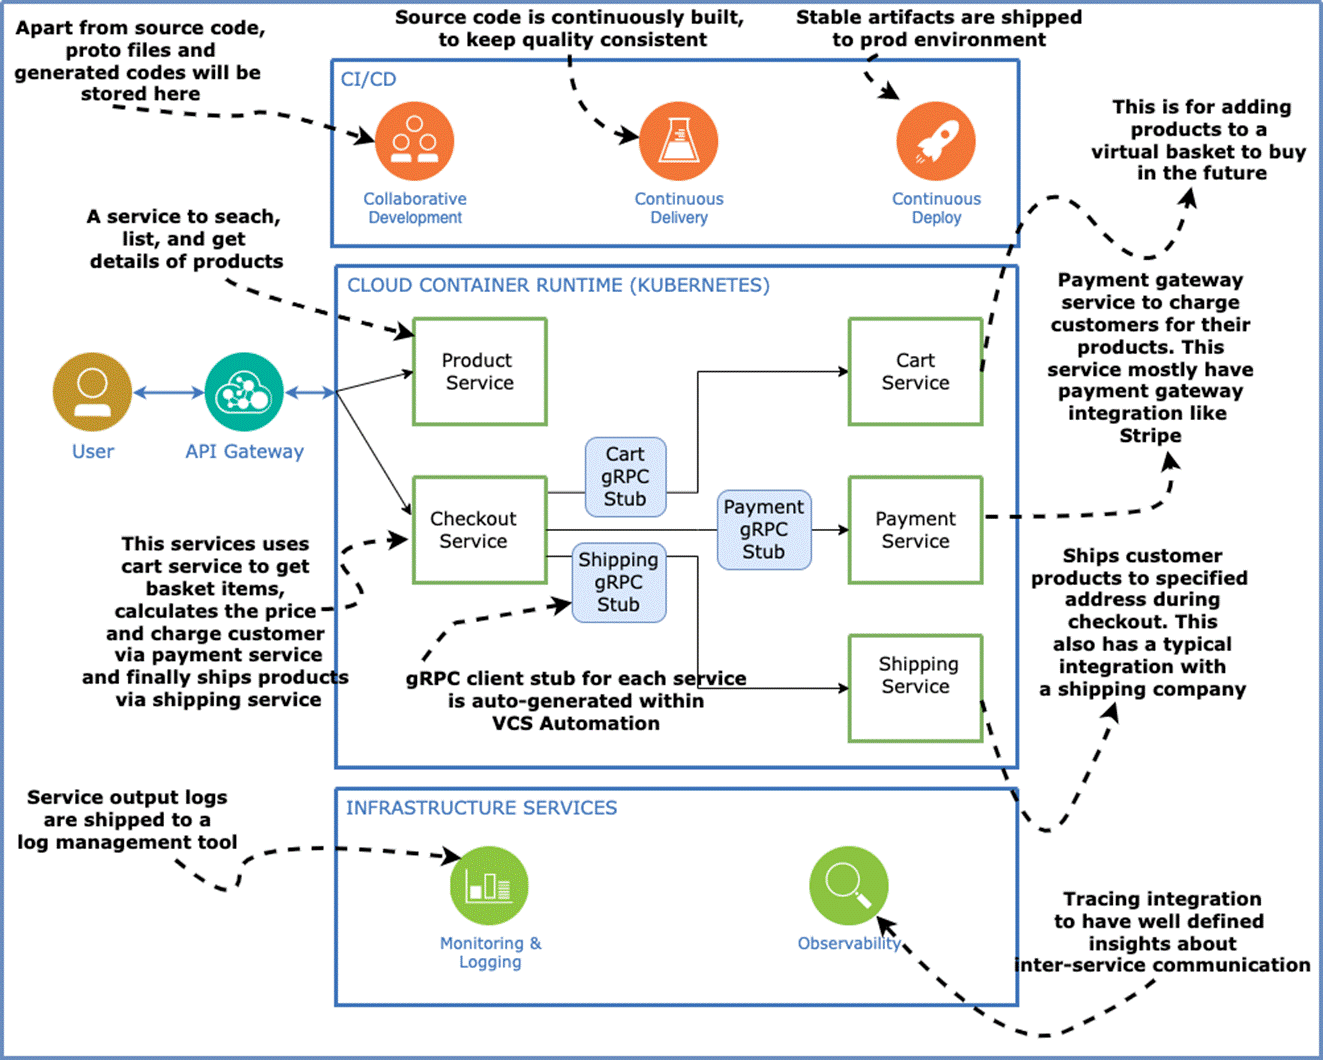 Apart from source code,
proto files and
generated codes will be
stored here
Source code is continuously built,
to keep quality consistent
Stable artifacts are shipped
to prod environment
CI/CD
Collaborative
Development
Continuous
Delivery
Continuous
Deploy
This is for adding
products to a
virtual basket to buy
in the future
A service to seach,
list, and get
details of products
CLOUD CONTAINER RUNTIME (KUBERNETES)
Product
Service
Cart
Service
Payment gateway
service to charge
customers for their
products. This
service mostly have
payment gateway
integration like
Stripe
User
API Gateway
Cart
gRPC
Stub
Checkout
Service
Payment
gRPC
Stub
Payment
Service
Shipping
gRPC
Stub
This services uses
cart service to get
basket items,
calculates the price
and charge customer
via payment service
and finally ships products
via shipping service
Ships customer
products to specified
address during
checkout. This
also has a typical
integration with
a shipping company
gRPC client stub for each service
is auto-generated within
VCS Automation
Shipping
Service
INFRASTRUCTURE SERVICES
Service output logs
are shipped to a
log management tool
Monitoring &
Logging
Observability
Tracing integration
to have well defined
insights about
inter-service communication